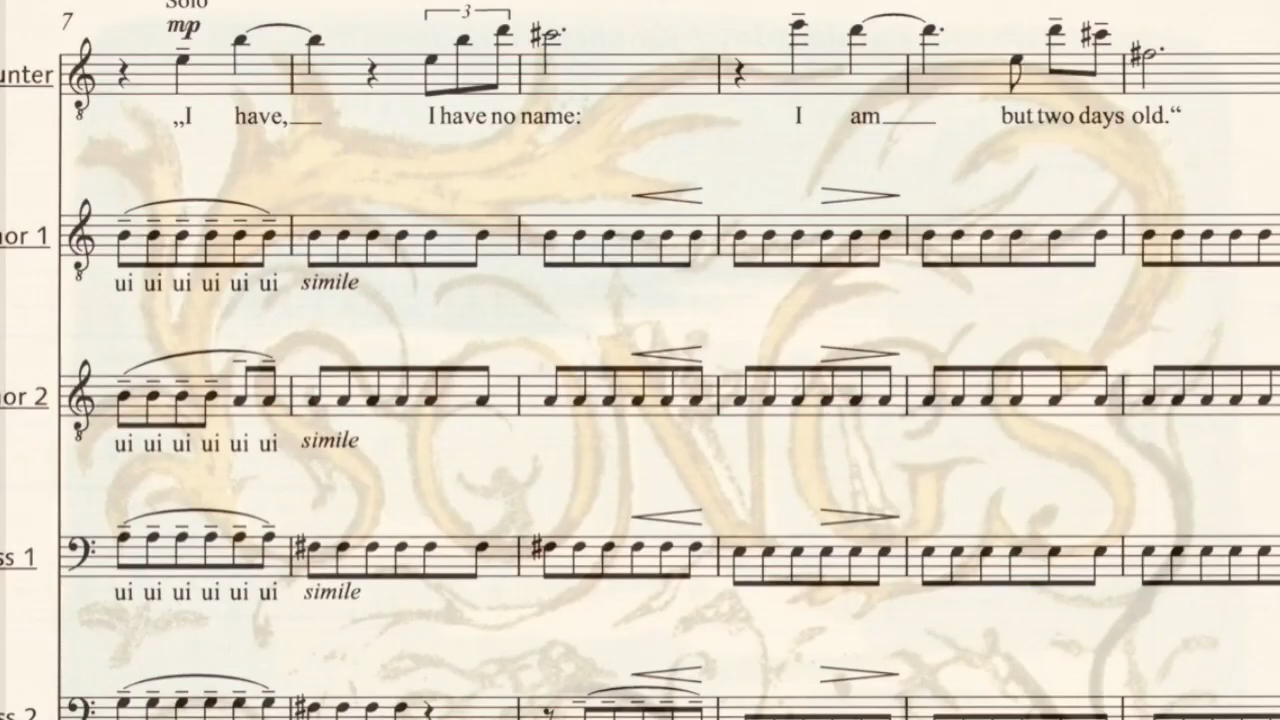 Solo
7
mp
3
unter
„I have, I have no name: I am but two days old.“
nor 1
ui ui ui ui ui ui simile
nor 2
ui ui ui ui ui ui simile
ss 1
ui ui ui ui ui ui simile
ss 2
SONGS